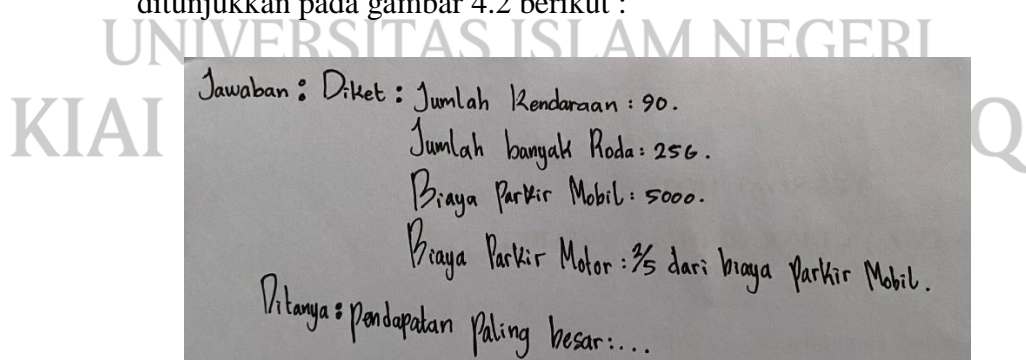 ditunjukkan pada gambar 4.2 berikut :
UNIVERSITAS ISLAM NEGERI
KIAI
Q
Jawaban : Diket : Jumlah Kendaraan : 90.
Jumlah banyak Roda : 256.
Biaya Parkir Mobil : 5000.
Biaya Parkir Motor : 2/5 dari biaya Parkir Mobil.
Ditanya : pendapatan Paling besar : ...